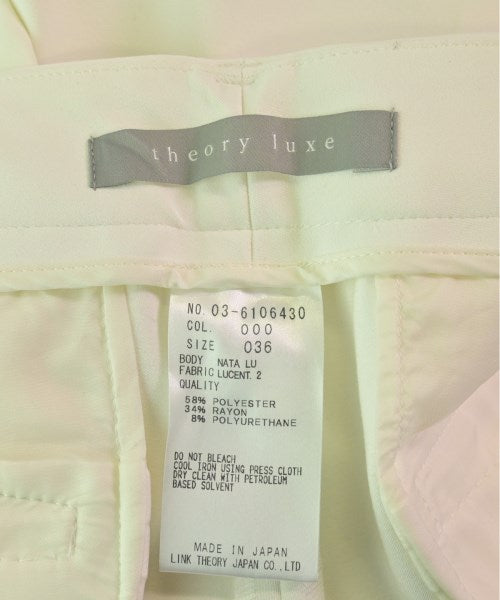 theory luxe
NO. 03-6106430
COL. 000
SIZE 036
BODY NATA LU
FABRIC LUCENT. 2
QUALITY
58% POLYESTER
34% RAYON
8% POLYURETHANE
DO NOT BLEACH
COOL IRON USING PRESS CLOTH
DRY CLEAN WITH PETROLEUM
BASED SOLVENT
MADE IN JAPAN
LINK THEORY JAPAN CO., LTD